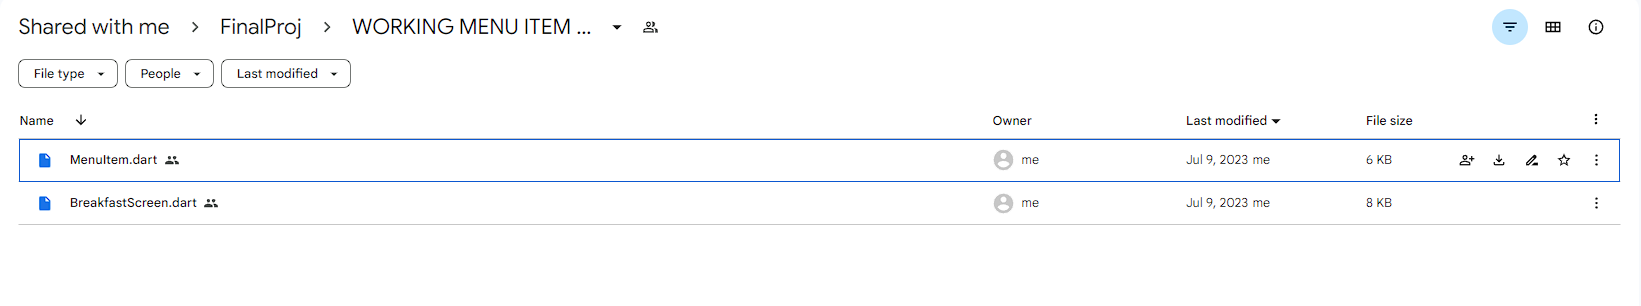 Shared with me > FinalProj > WORKING MENU ITEM ...
File type People Last modified
Name Owner Last modified File size
MenuItem.dart me Jul 9, 2023 me 6 KB
BreakfastScreen.dart me Jul 9, 2023 me 8 KB